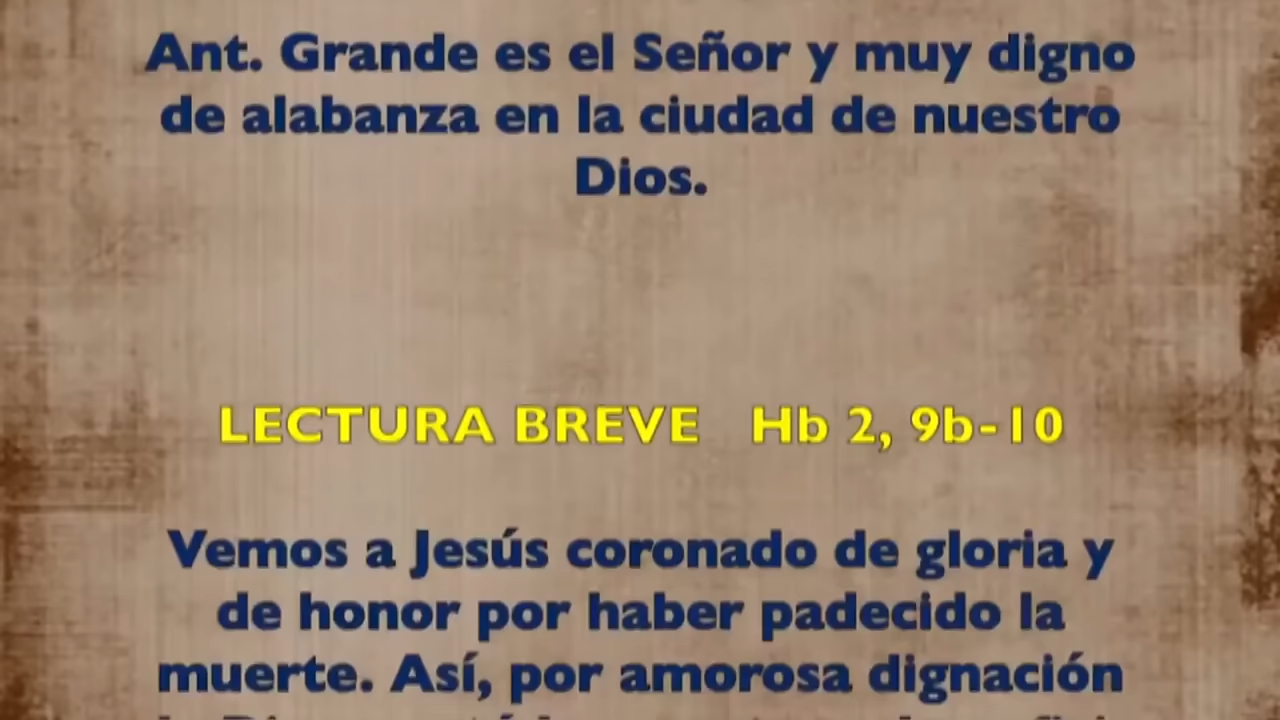 Ant. Grande es el Señor y muy digno
de alabanza en la ciudad de nuestro
Dios.
LECTURA BREVE Hb 2, 9b-10
Vemos a Jesús coronado de gloria y
de honor por haber padecido la
muerte. Así, por amorosa dignación